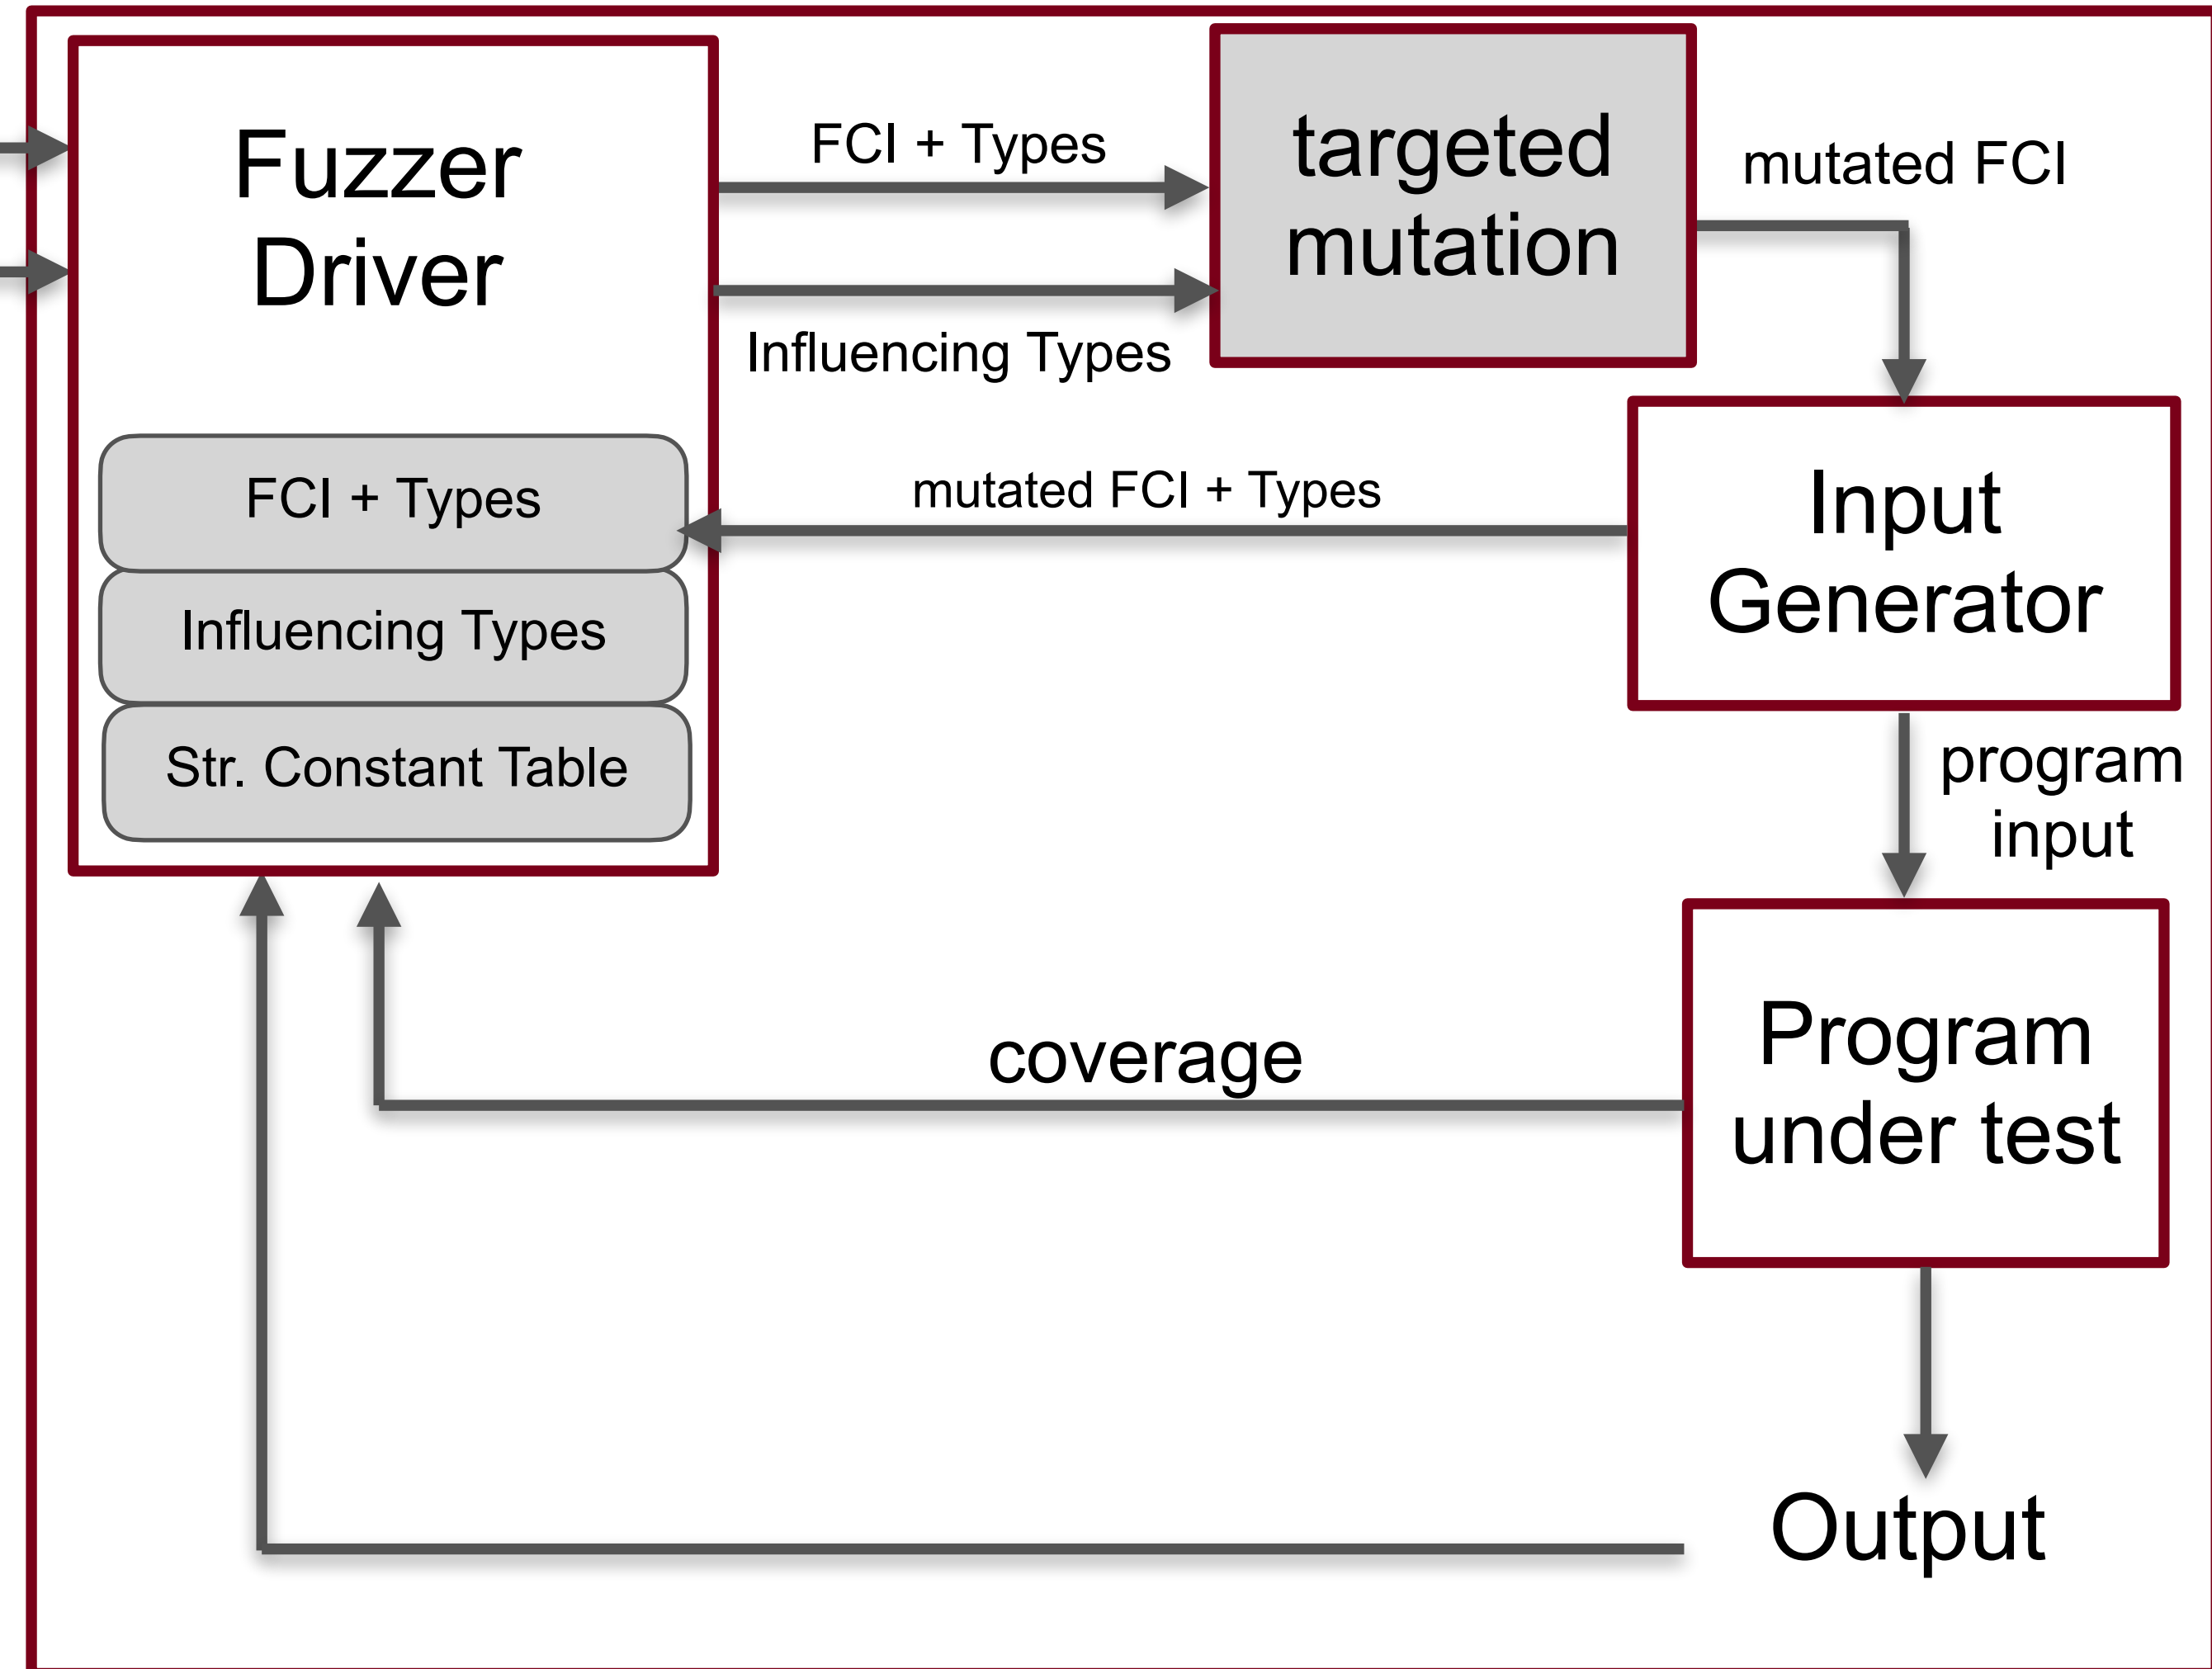 Fuzzer
Driver
FCI + Types
Influencing Types
targeted
mutation
mutated FCI
FCI + Types
Influencing Types
Str. Constant Table
mutated FCI + Types
Input
Generator
program
input
Program
under test
coverage
Output